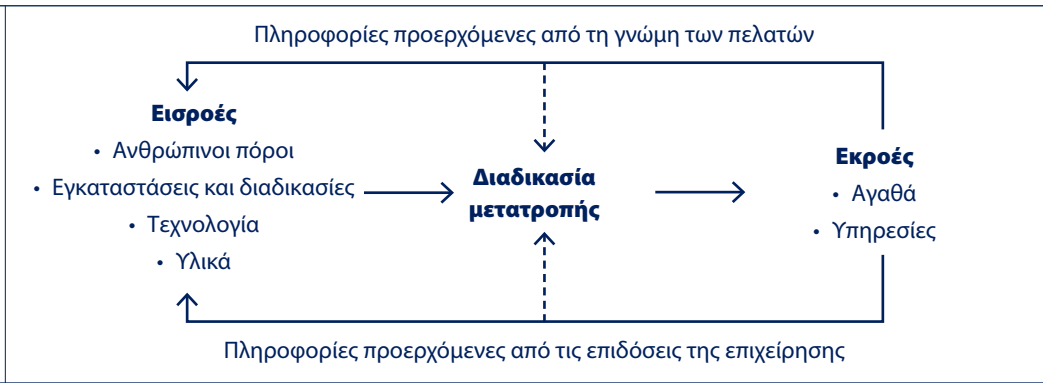 Πληροφορίες προερχόμενες από τη γνώμη των πελατών
Εισροές
• Ανθρώπινοι πόροι
• Εγκαταστάσεις και διαδικασίες
• Τεχνολογία
• Υλικά
Διαδικασία
μετατροπής
Εκροές
• Αγαθά
• Υπηρεσίες
Πληροφορίες προερχόμενες από τις επιδόσεις της επιχείρησης